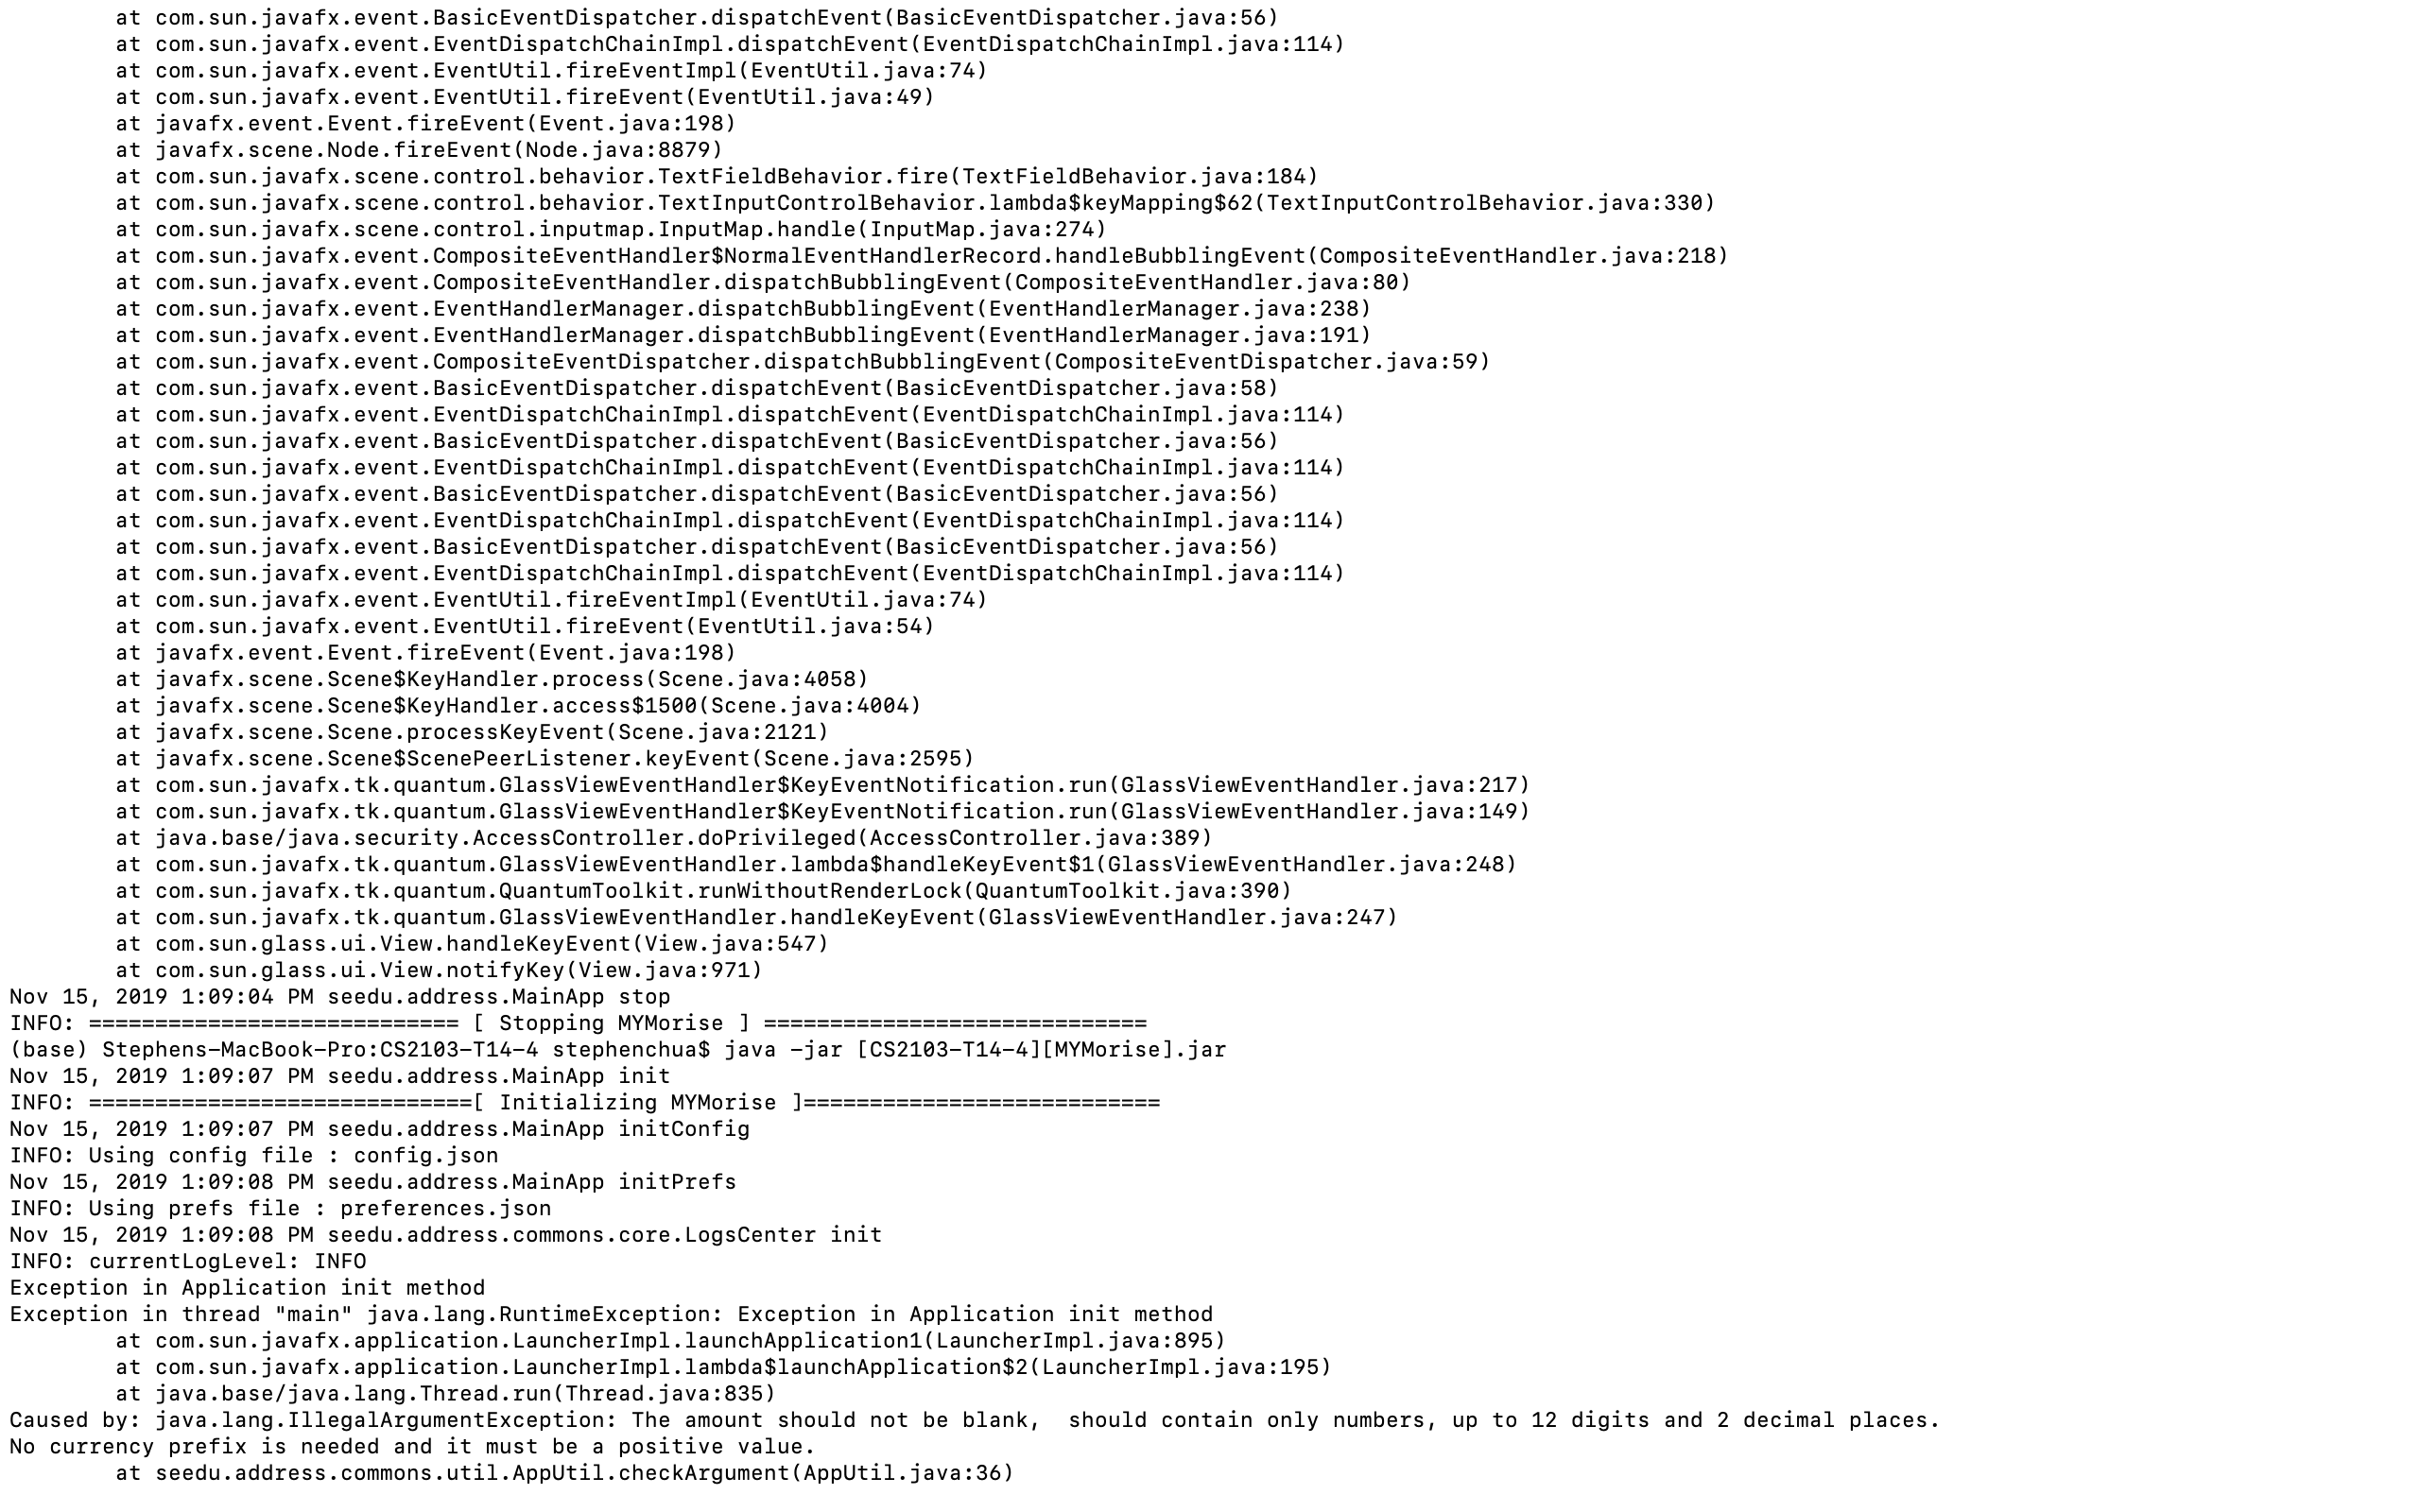 at com.sun.javafx.event.BasicEventDispatcher.dispatchEvent(BasicEventDispatcher.java:56)
at com.sun.javafx.event.EventDispatchChainImpl.dispatchEvent(EventDispatchChainImpl.java:114)
at com.sun.javafx.event.EventUtil.fireEventImpl(EventUtil.java:74)
at com.sun.javafx.event.EventUtil.fireEvent(EventUtil.java:49)
at javafx.event.Event.fireEvent(Event.java:198)
at javafx.scene.Node.fireEvent(Node.java:8879)
at com.sun.javafx.scene.control.behavior.TextFieldBehavior.fire(TextFieldBehavior.java:184)
at com.sun.javafx.scene.control.behavior.TextInputControlBehavior.lambda$keyMapping$62(TextInputControlBehavior.java:330)
at com.sun.javafx.scene.control.inputmap.InputMap.handle(InputMap.java:274)
at com.sun.javafx.event.CompositeEventHandler$NormalEventHandlerRecord.handleBubblingEvent(CompositeEventHandler.java:218)
at com.sun.javafx.event.CompositeEventHandler.dispatchBubblingEvent(CompositeEventHandler.java:80)
at com.sun.javafx.event.EventHandlerManager.dispatchBubblingEvent(EventHandlerManager.java:238)
at com.sun.javafx.event.EventHandlerManager.dispatchBubblingEvent(EventHandlerManager.java:191)
at com.sun.javafx.event.CompositeEventDispatcher.dispatchBubblingEvent(CompositeEventDispatcher.java:59)
at com.sun.javafx.event.BasicEventDispatcher.dispatchEvent(BasicEventDispatcher.java:58)
at com.sun.javafx.event.EventDispatchChainImpl.dispatchEvent(EventDispatchChainImpl.java:114)
at com.sun.javafx.event.BasicEventDispatcher.dispatchEvent(BasicEventDispatcher.java:56)
at com.sun.javafx.event.EventDispatchChainImpl.dispatchEvent(EventDispatchChainImpl.java:114)
at com.sun.javafx.event.BasicEventDispatcher.dispatchEvent(BasicEventDispatcher.java:56)
at com.sun.javafx.event.EventDispatchChainImpl.dispatchEvent(EventDispatchChainImpl.java:114)
at com.sun.javafx.event.BasicEventDispatcher.dispatchEvent(BasicEventDispatcher.java:56)
at com.sun.javafx.event.EventDispatchChainImpl.dispatchEvent(EventDispatchChainImpl.java:114)
at com.sun.javafx.event.EventUtil.fireEventImpl(EventUtil.java:74)
at com.sun.javafx.event.EventUtil.fireEvent(EventUtil.java:54)
at javafx.event.Event.fireEvent(Event.java:198)
at javafx.scene.Scene$KeyHandler.process(Scene.java:4058)
at javafx.scene.Scene$KeyHandler.access$1500(Scene.java:4004)
at javafx.scene.Scene.processKeyEvent(Scene.java:2121)
at javafx.scene.Scene$ScenePeerListener.keyEvent(Scene.java:2595)
at com.sun.javafx.tk.quantum.GlassViewEventHandler$KeyEventNotification.run(GlassViewEventHandler.java:217)
at com.sun.javafx.tk.quantum.GlassViewEventHandler$KeyEventNotification.run(GlassViewEventHandler.java:149)
at java.base/java.security.AccessController.doPrivileged(AccessController.java:389)
at com.sun.javafx.tk.quantum.GlassViewEventHandler.lambda$handleKeyEvent$1(GlassViewEventHandler.java:248)
at com.sun.javafx.tk.quantum.QuantumToolkit.runWithoutRenderLock(QuantumToolkit.java:390)
at com.sun.javafx.tk.quantum.GlassViewEventHandler.handleKeyEvent(GlassViewEventHandler.java:247)
at com.sun.glass.ui.View.handleKeyEvent(View.java:547)
at com.sun.glass.ui.View.notifyKey(View.java:971)
Nov 15, 2019 1:09:04 PM seedu.address.MainApp stop
INFO: ============================ [ Stopping MYMorise ] =============================
(base) Stephens-MacBook-Pro:CS2103-T14-4 stephenchua$ java -jar [CS2103-T14-4][MYMorise].jar
Nov 15, 2019 1:09:07 PM seedu.address.MainApp init
INFO: =============================[ Initializing MYMorise ]===========================
Nov 15, 2019 1:09:07 PM seedu.address.MainApp initConfig
INFO: Using config file : config.json
Nov 15, 2019 1:09:08 PM seedu.address.MainApp initPrefs
INFO: Using prefs file : preferences.json
Nov 15, 2019 1:09:08 PM seedu.address.commons.core.LogsCenter init
INFO: currentLogLevel: INFO
Exception in Application init method
Exception in thread "main" java.lang.RuntimeException: Exception in Application init method
at com.sun.javafx.application.LauncherImpl.launchApplication1(LauncherImpl.java:895)
at com.sun.javafx.application.LauncherImpl.lambda$launchApplication$2(LauncherImpl.java:195)
at java.base/java.lang.Thread.run(Thread.java:835)
Caused by: java.lang.IllegalArgumentException: The amount should not be blank,  should contain only numbers, up to 12 digits and 2 decimal places.
No currency prefix is needed and it must be a positive value.
at seedu.address.commons.util.AppUtil.checkArgument(AppUtil.java:36)